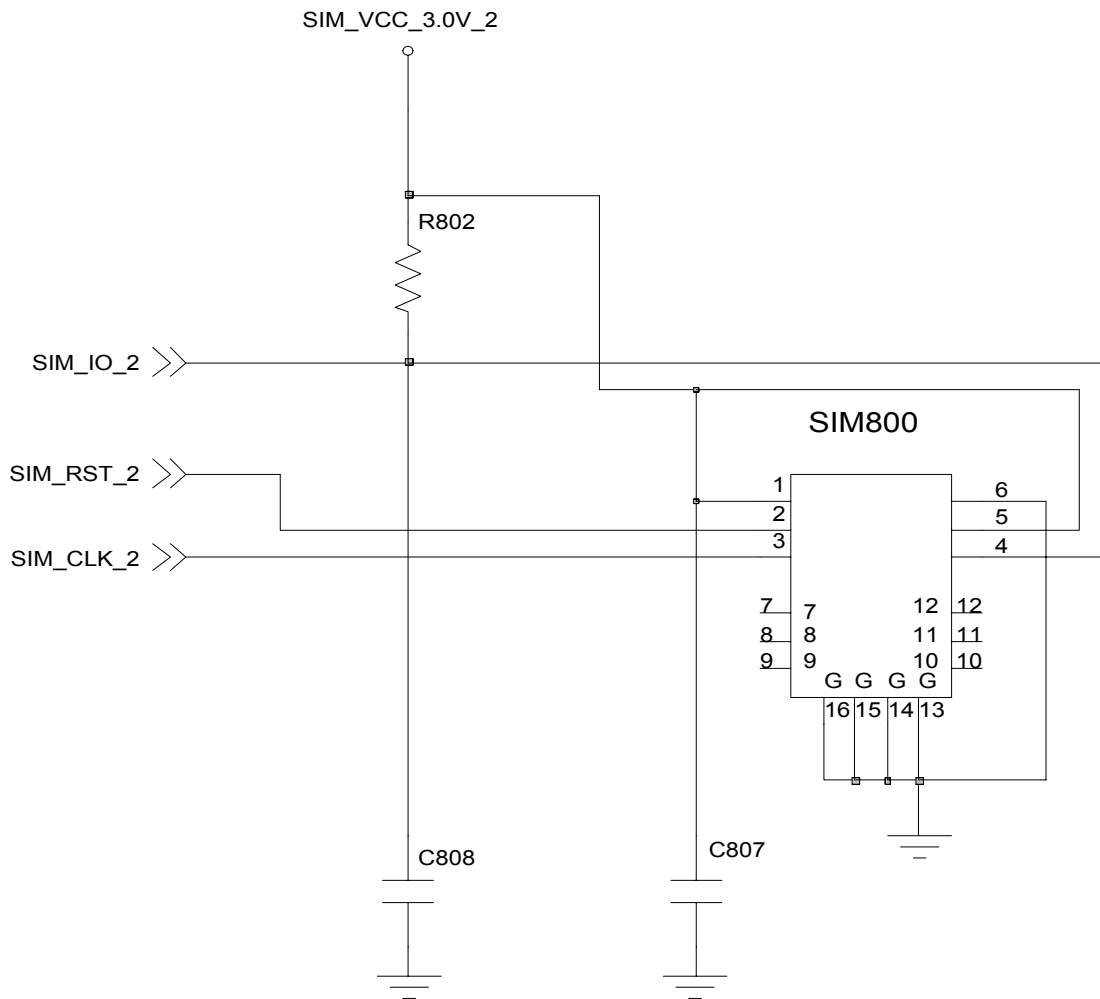 SIM_VCC_3.0V_2
R802
SIM_IO_2
SIM800
SIM_RST_2
1
6
2
5
SIM_CLK_2
3
4
7 7
12 12
8 8
11 11
9 9
10 10
G G G G
16 15 14 13
C808
C807